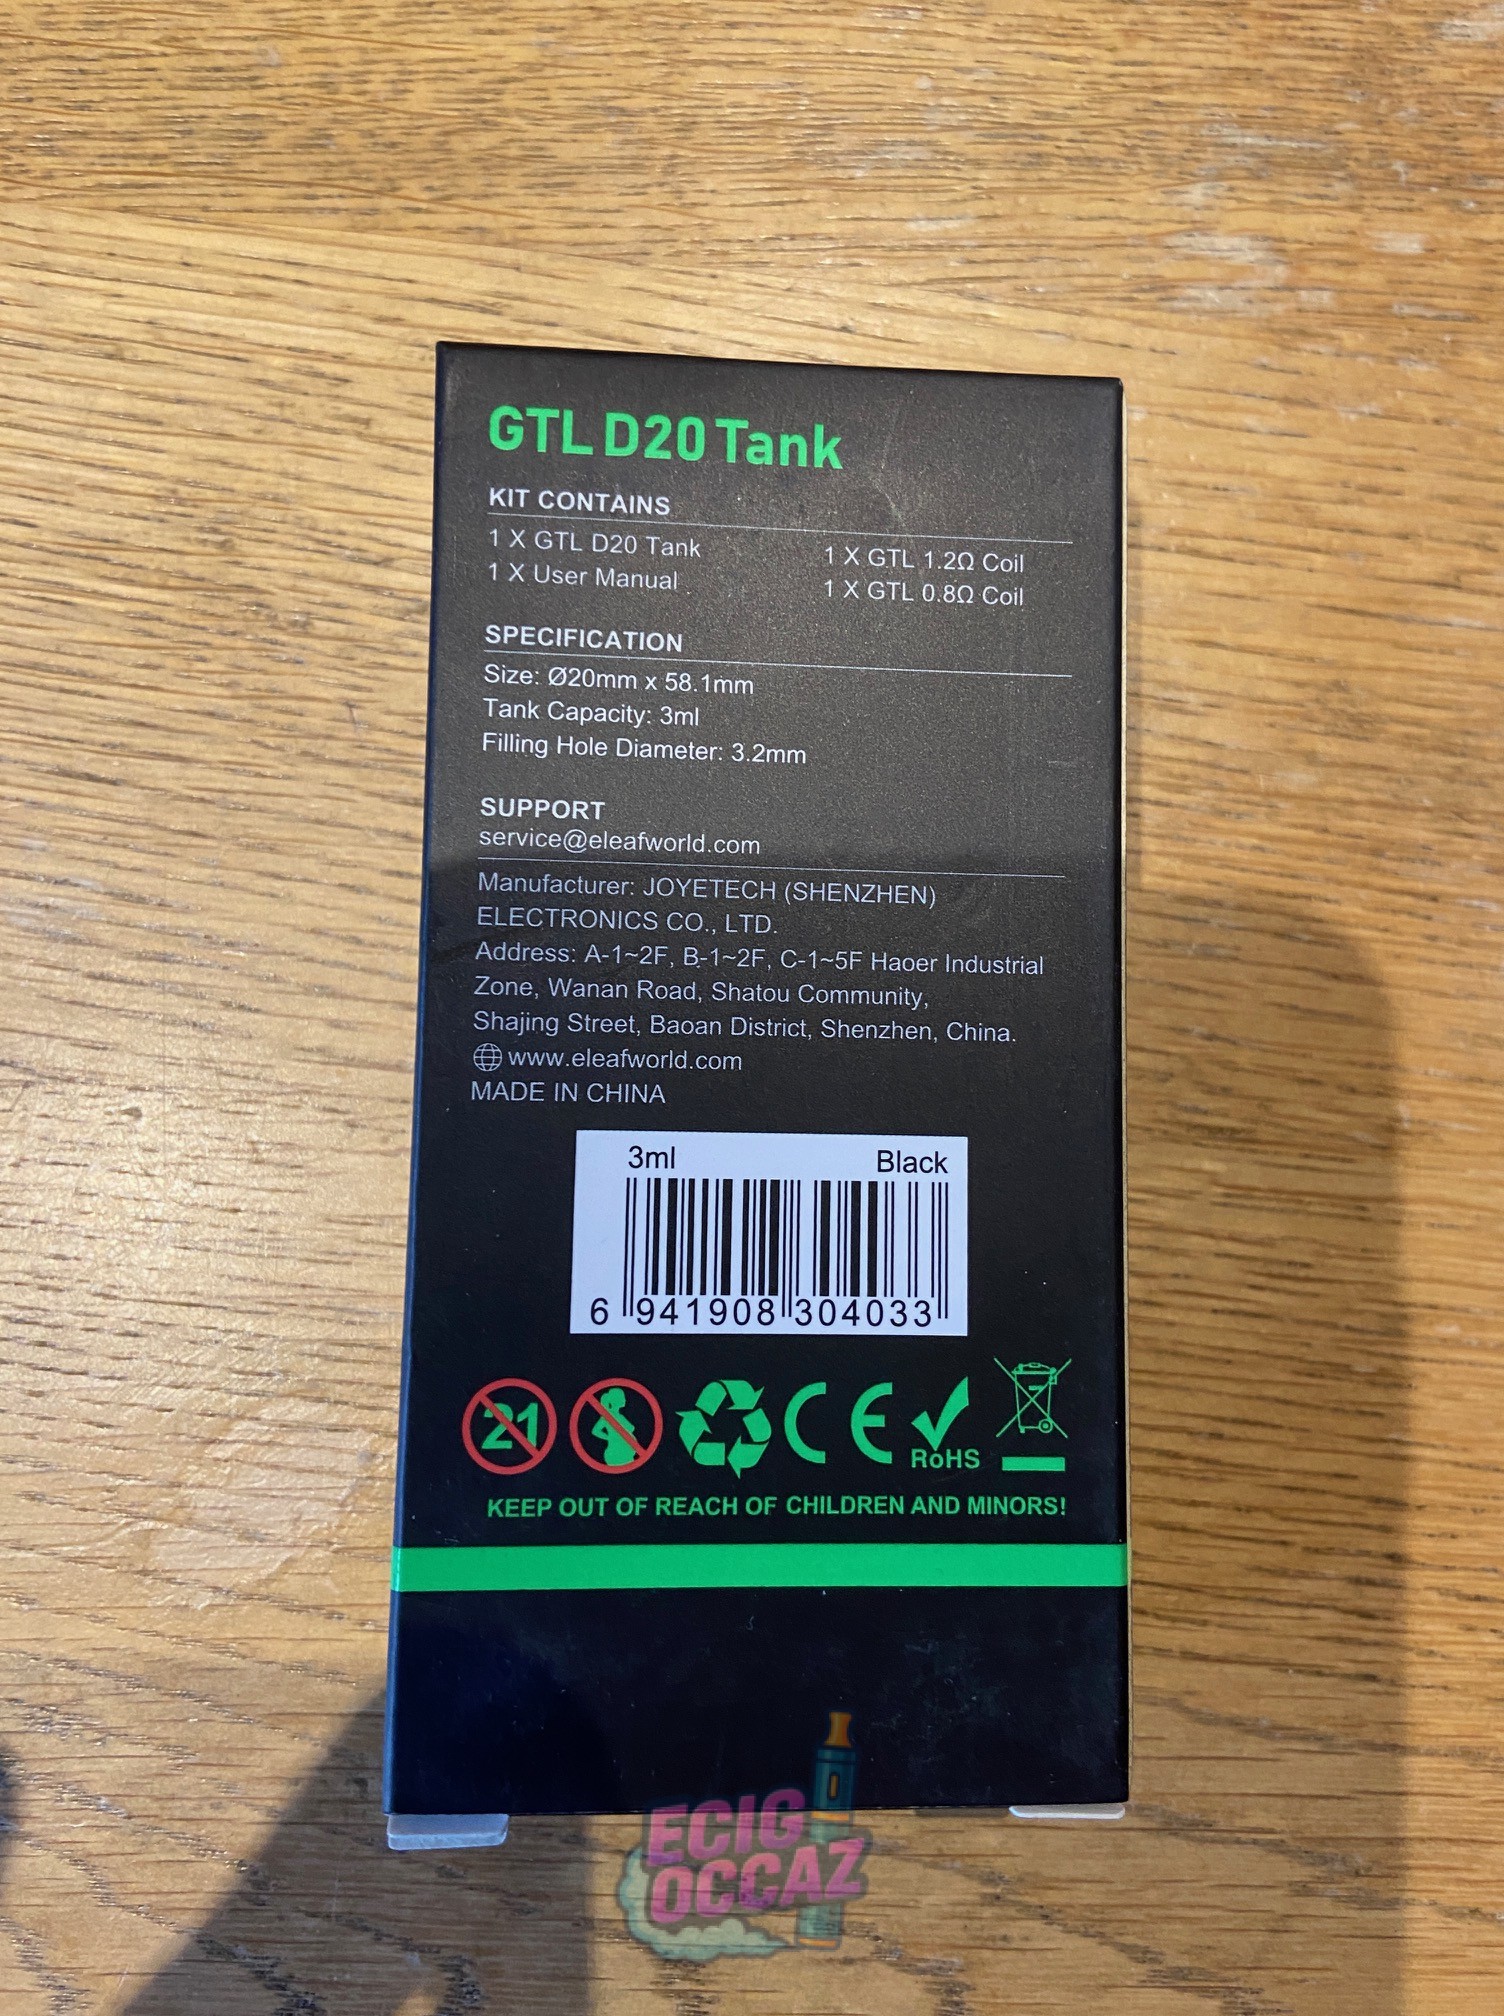 GTL D20 Tank
KIT CONTAINS
1 X GTL D20 Tank 1 X GTL 1.2Ω Coil
1 X User Manual 1 X GTL 0.8Ω Coil
SPECIFICATION
Size: Ø20mm x 58.1mm
Tank Capacity: 3ml
Filling Hole Diameter: 3.2mm
SUPPORT
service@eleafworld.com
Manufacturer: JOYETECH (SHENZHEN)
ELECTRONICS CO., LTD.
Address: A-1~2F, B-1~2F, C-1~5F Haoer Industrial
Zone, Wanan Road, Shatou Community,
Shajing Street, Baoan District, Shenzhen, China.
www.eleafworld.com
MADE IN CHINA
3ml Black
6 941908 304033
21 CE RoHS
KEEP OUT OF REACH OF CHILDREN AND MINORS!
ECIG
OCCAZ